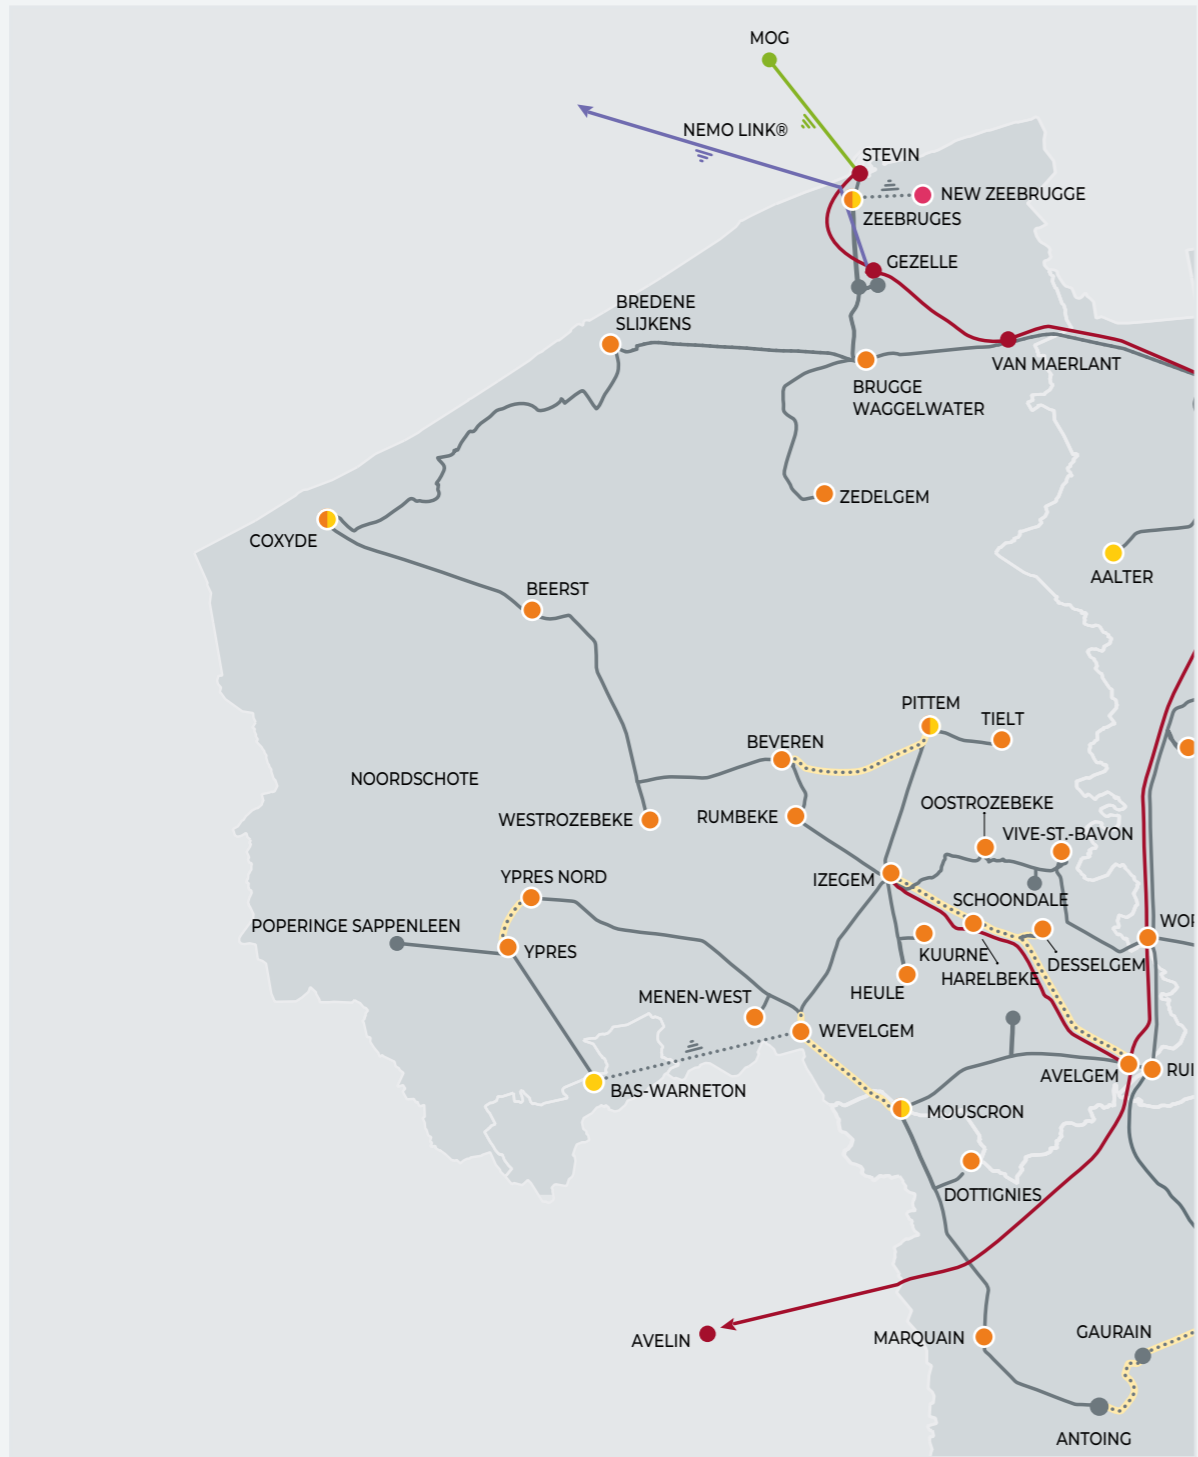 MOG
NEMO LINK®
STEVIN
NEW ZEEBRUGGE
ZEEBRUGES
GEZELLE
BREDENE
SLIJKENS
VAN MAERLANT
BRUGGE
WAGGELWATER
ZEDELGEM
COXYDE
AALTER
BEERST
PITTEM
TIELT
BEVEREN
NOORDSCHOTE
OOSTROZEBEKE
WESTROZEBEKE
RUMBEKE
VIVE-ST.-BAVON
IZEGEM
YPRES NORD
SCHOONDALE
POPERINGE SAPPENLEEN
WOR
YPRES
KUURNE
DESSELGEM
HARELBEKE
HEULE
MENEN-WEST
WEVELGEM
AVELGEM
RUI
BAS-WARNETON
MOUSCRON
DOTTIGNIES
AVELIN
MARQUAIN
GAURAIN
ANTOING